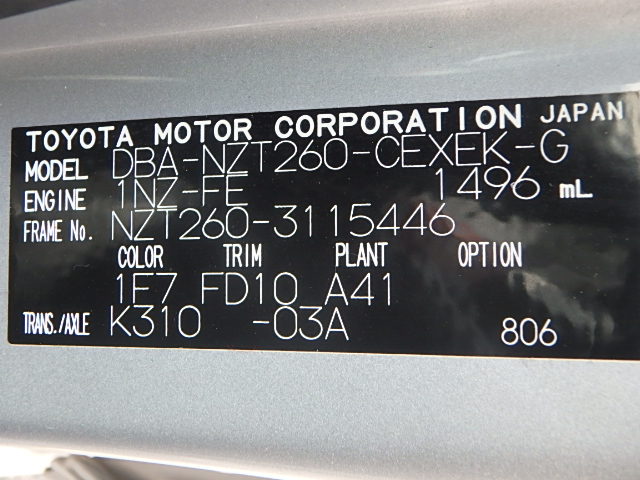 TOYOTA MOTOR CORPORATION JAPAN
MODEL DBA-NZT260-CEXEK-G
ENGINE 1NZ-FE 1496 mL
FRAME No. NZT260-3115446
COLOR TRIM PLANT OPTION
1F7 FD10 A41
TRANS./AXLE K310 -03A 806